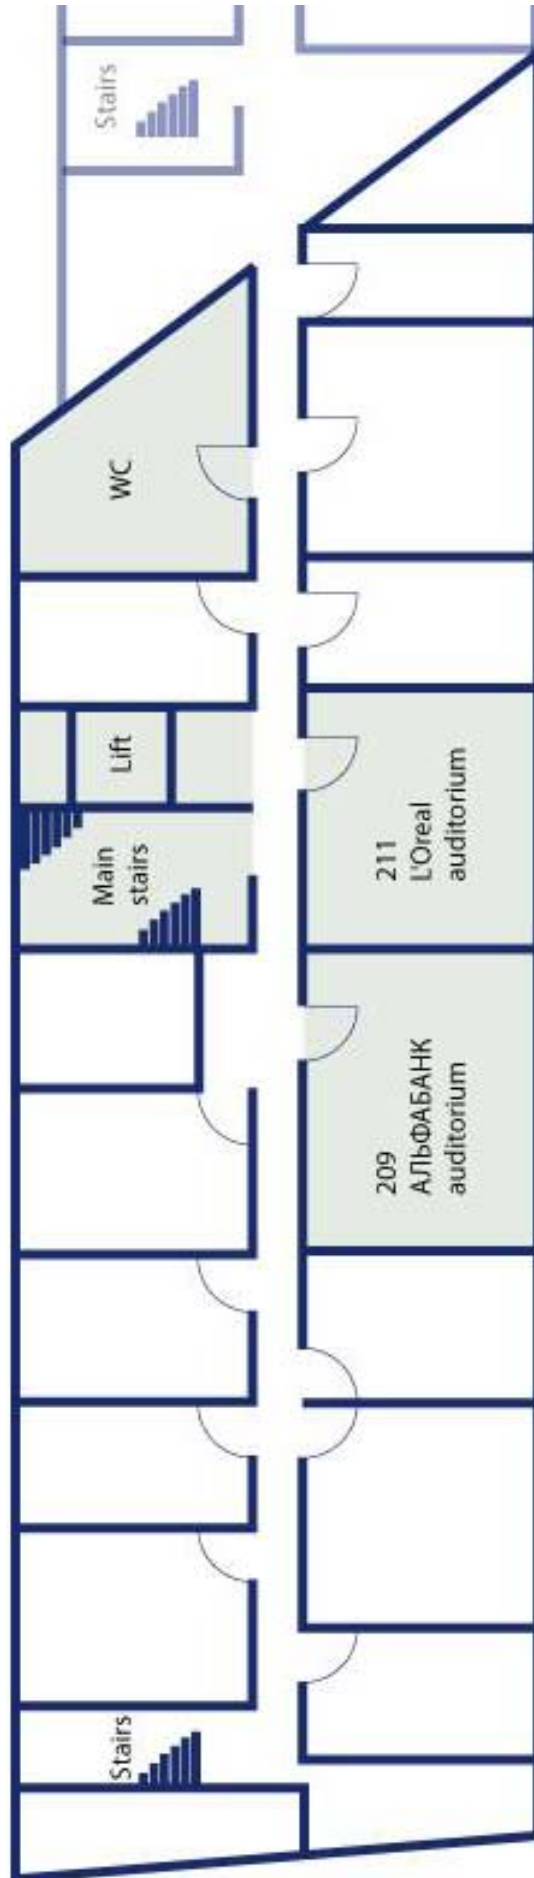 Stairs
WC
Lift
Main
stairs
211
L'Oreal
auditorium
209
АЛЬФАБАНК
auditorium
Stairs